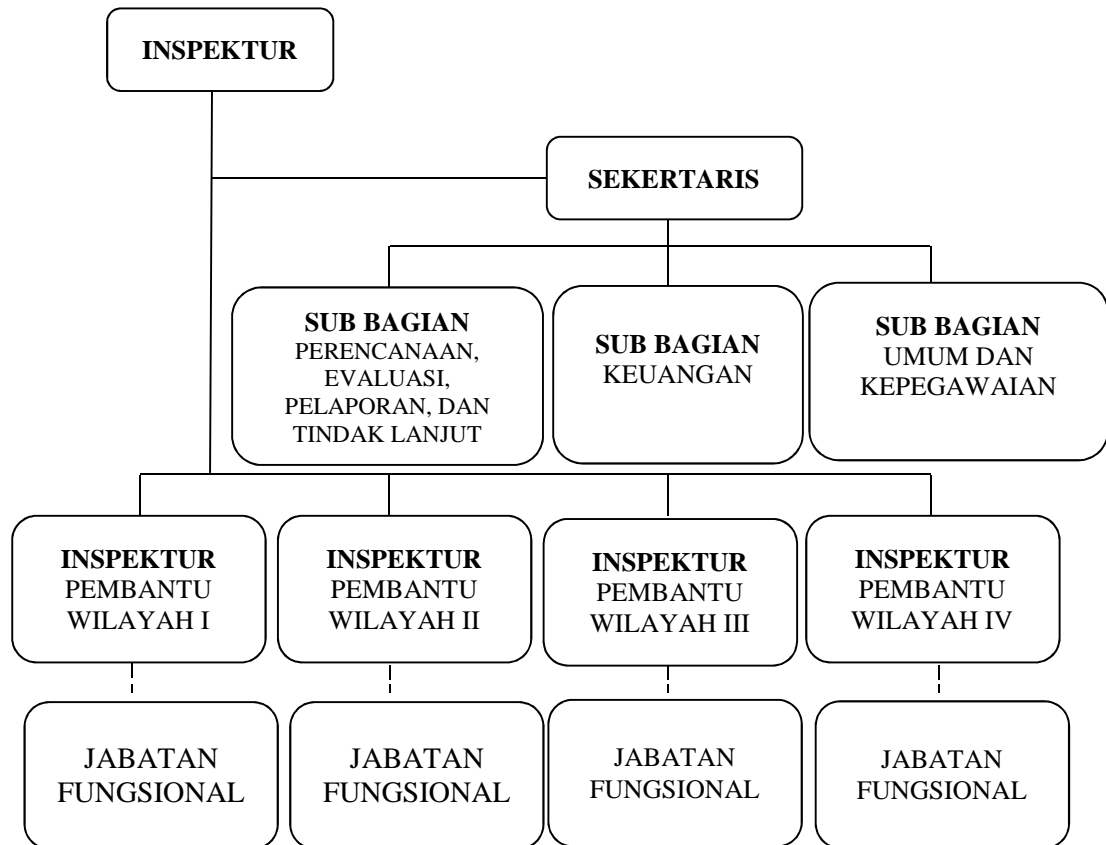 INSPEKTUR
SEKERTARIS
SUB BAGIAN
PERENCANAAN,
EVALUASI,
PELAPORAN, DAN
TINDAK LANJUT
SUB BAGIAN
KEUANGAN
SUB BAGIAN
UMUM DAN
KEPEGAWAIAN
INSPEKTUR
PEMBANTU
WILAYAH I
INSPEKTUR
PEMBANTU
WILAYAH II
INSPEKTUR
PEMBANTU
WILAYAH III
INSPEKTUR
PEMBANTU
WILAYAH IV
JABATAN
FUNGSIONAL
JABATAN
FUNGSIONAL
JABATAN
FUNGSIONAL
JABATAN
FUNGSIONAL